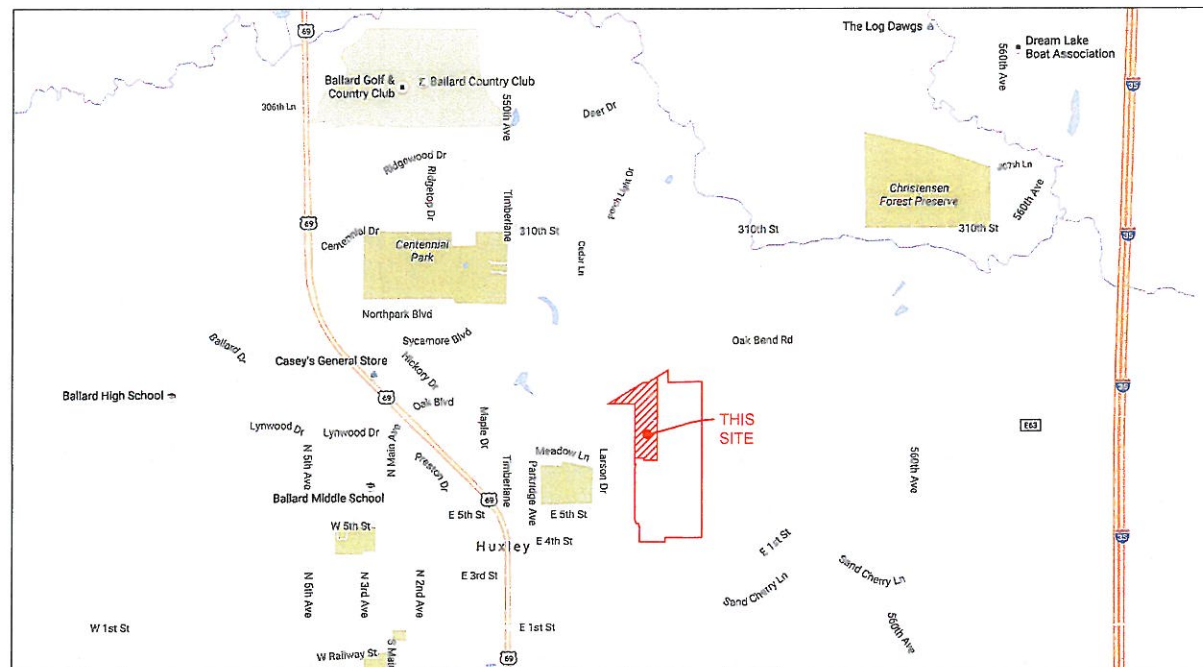 69
The Log Dawgs
Dream Lake
Boat Association
560th Ave
Ballard Golf &
Country Club
Ballard Country Club
35
306th Ln
550th Ave
Deer Dr
Ridgewood Dr
Ridgetop Dr
307th Ln
Christensen
Forest Preserve
560th Ave
Timberlane
69
Centennial Dr
Centennial
Park
310th St
310th St
310th St
35
Cedar Ln
Northpark Blvd
Sycamore Blvd
Oak Bend Rd
Ballard Dr
Casey's General Store
Hickory Dr
35
Ballard High School
69
Oak Blvd
THIS
SITE
Lynwood Dr
Lynwood Dr
N Main Ave
Maple Dr
E63
N 5th Ave
Preston Dr
Meadow Ln
Larson Dr
560th Ave
Ballard Middle School
69
Timberlane
Parkridge Ave
W 5th St
E 5th St
E 5th St
Huxley
E 4th St
E 1st St
35
N 5th Ave
N 3rd Ave
N 2nd Ave
E 3rd St
Sand Cherry Ln
Sand Cherry Ln
560th Ave
W 1st St
E 1st St
W Railway St
S Main
69
35